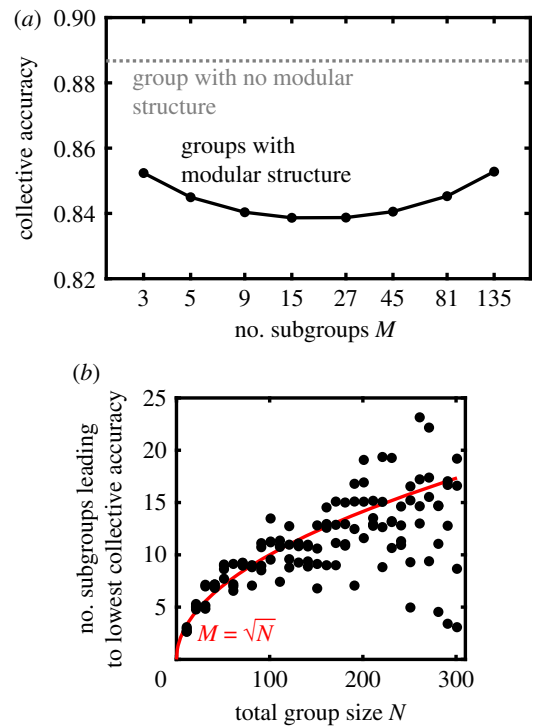 (a)
0.90
0.88
0.86
0.84
0.82
collective accuracy
group with no modular
structure
groups with
modular structure
3 5 9 15 27 45 81 135
no. subgroups M
(b)
25
20
15
10
5
no. subgroups leading
to lowest collective accuracy
M = √N
0 100 200 300
total group size N